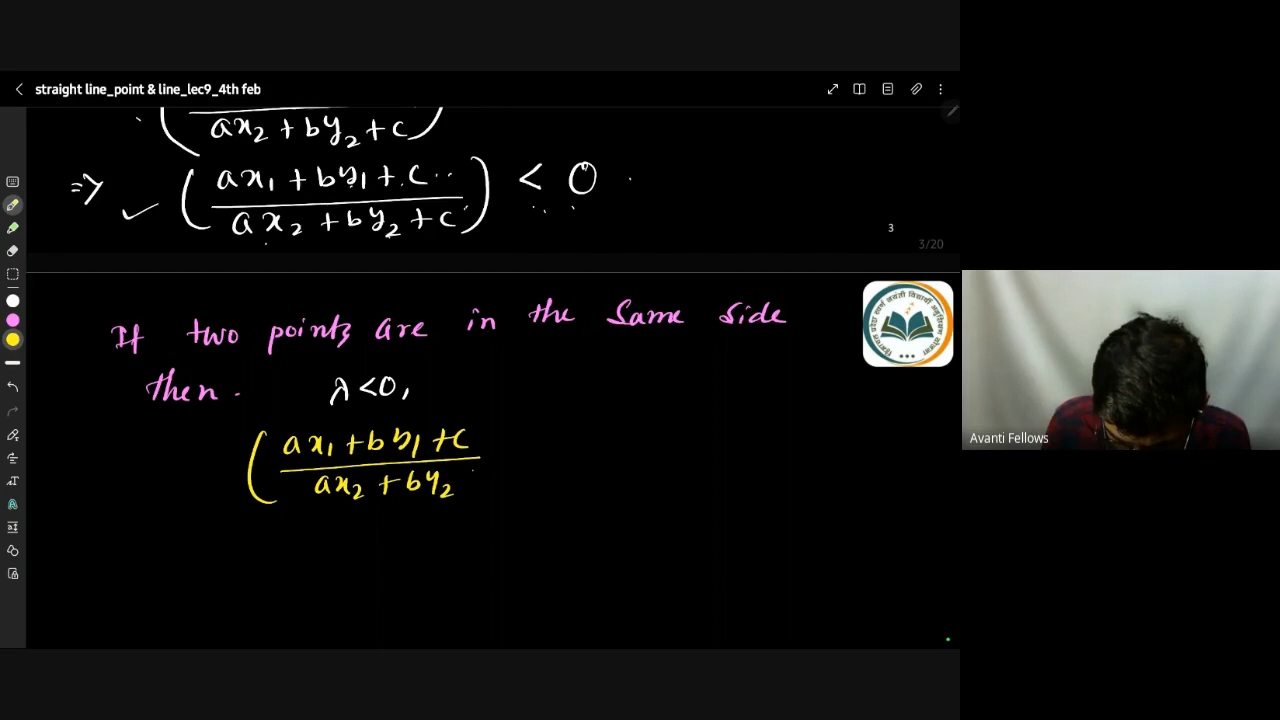 straight line_point & line_lec9_4th feb
ax₂ + by₂ + c
=> ✓ (ax₁ + by₁ + c / ax₂ + by₂ + c) < 0
3
3/20
If two points are in the same side
then. λ < 0,
(ax₁ + by₁ + c / ax₂ + by₂
Avanti Fellows